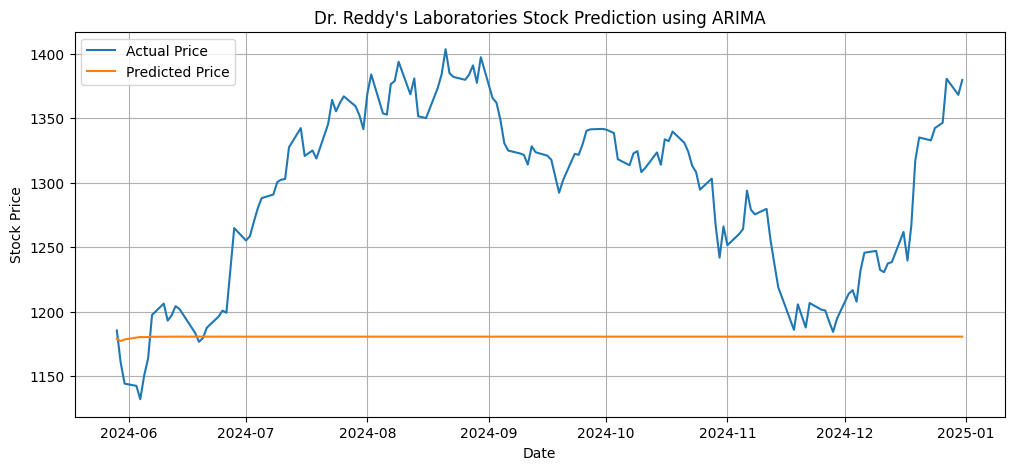 Dr. Reddy's Laboratories Stock Prediction using ARIMA
Actual Price
Predicted Price
1400
1350
1300
1250
1200
1150
Stock Price
2024-06 2024-07 2024-08 2024-09 2024-10 2024-11 2024-12 2025-01
Date